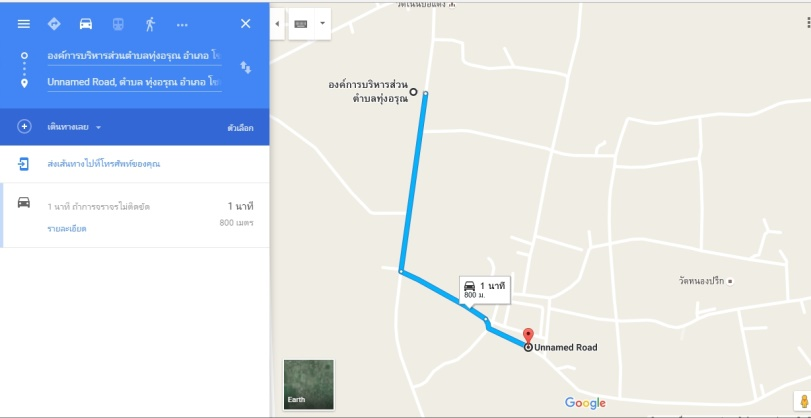 องค์การบริหารส่วนตำบลทุ่งอรุณ อำเภอ
Unnamed Road, ตำบล ทุ่งอรุณ อำเภอ
เดินทางเลย
ตัวเลือก
ส่งเส้นทางไปที่โทรศัพท์ของคุณ
1 นาที ถ้าการจราจรไม่ติดขัด
1 นาที
800 เมตร
รายละเอียด
องค์การบริหารส่วน
ตำบลทุ่งอรุณ
1 นาที
800 ม.
วัดหนองปรึก
Unnamed Road
Earth
Google